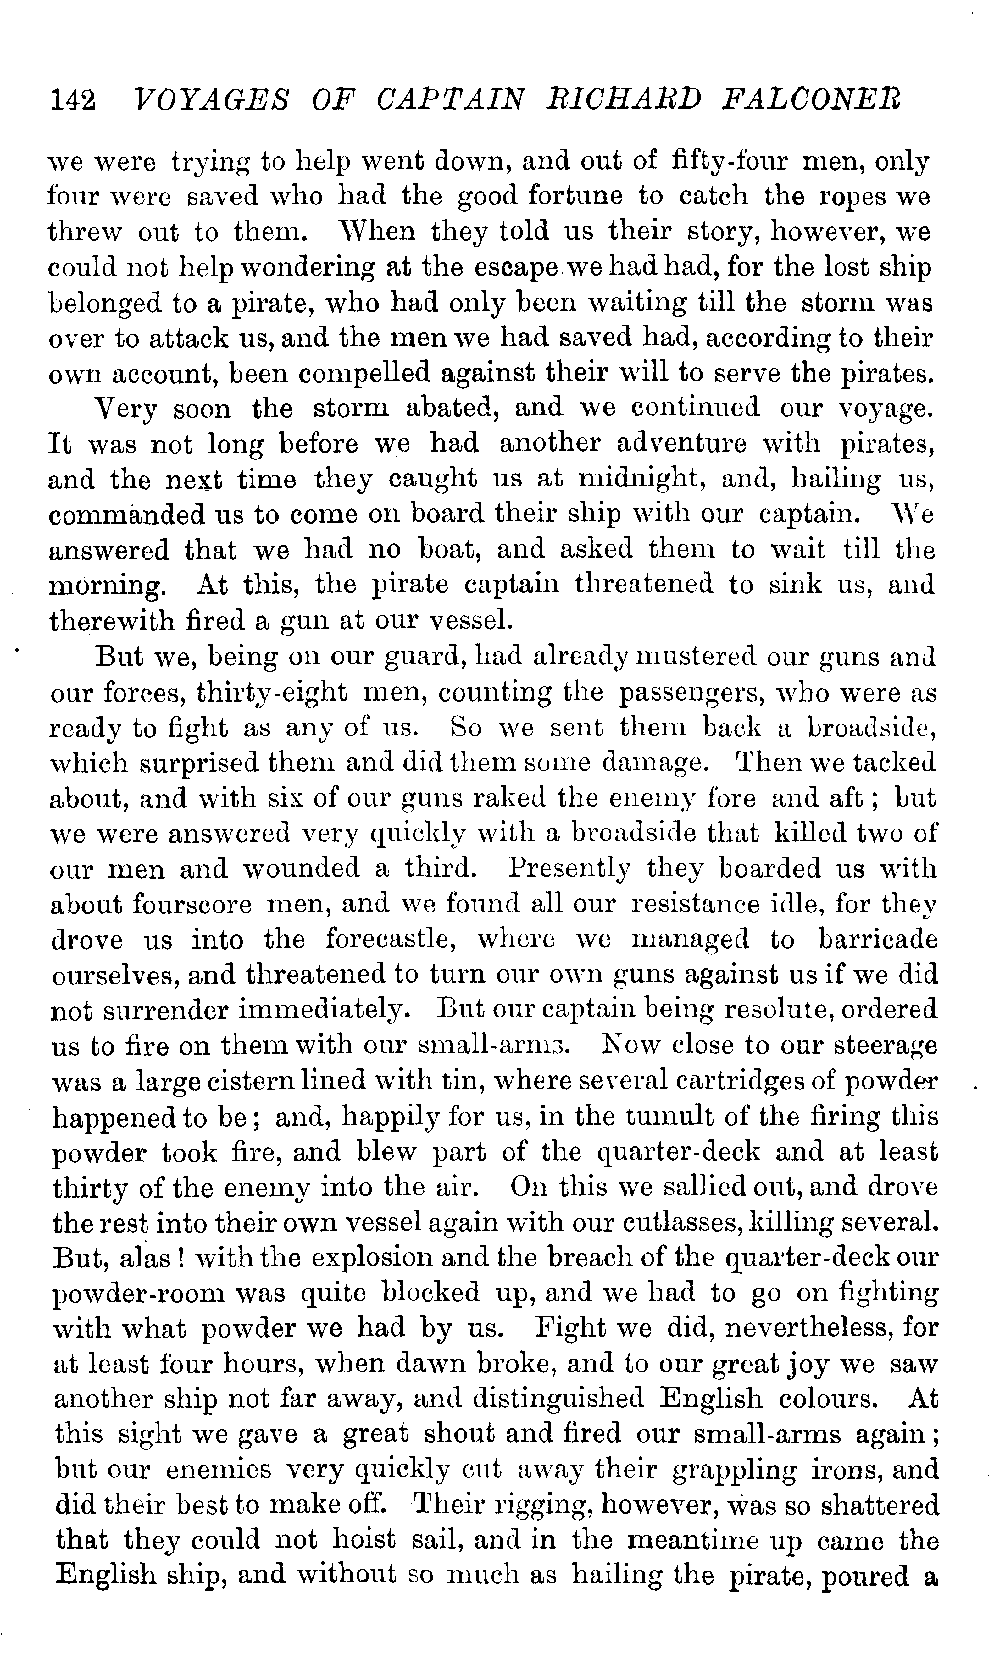 142 VOYAGES OF CAPTAIN RICHARD FALCONER
we were trying to help went down, and out of fifty-four men, only
four were saved who had the good fortune to catch the ropes we
threw out to them. When they told us their story, however, we
could not help wondering at the escape we had had, for the lost ship
belonged to a pirate, who had only been waiting till the storm was
over to attack us, and the men we had saved had, according to their
own account, been compelled against their will to serve the pirates.
Very soon the storm abated, and we continued our voyage.
It was not long before we had another adventure with pirates,
and the next time they caught us at midnight, and, hailing us,
commanded us to come on board their ship with our captain. We
answered that we had no boat, and asked them to wait till the
morning. At this, the pirate captain threatened to sink us, and
therewith fired a gun at our vessel.
But we, being on our guard, had already mustered our guns and
our forces, thirty-eight men, counting the passengers, who were as
ready to fight as any of us. So we sent them back a broadside,
which surprised them and did them some damage. Then we tacked
about, and with six of our guns raked the enemy fore and aft; but
we were answered very quickly with a broadside that killed two of
our men and wounded a third. Presently they boarded us with
about fourscore men, and we found all our resistance idle, for they
drove us into the forecastle, where we managed to barricade
ourselves, and threatened to turn our own guns against us if we did
not surrender immediately. But our captain being resolute, ordered
us to fire on them with our small-arms. Now close to our steerage
was a large cistern lined with tin, where several cartridges of powder
happened to be; and, happily for us, in the tumult of the firing this
powder took fire, and blew part of the quarter-deck and at least
thirty of the enemy into the air. On this we sallied out, and drove
the rest into their own vessel again with our cutlasses, killing several.
But, alas! with the explosion and the breach of the quarter-deck our
powder-room was quite blocked up, and we had to go on fighting
with what powder we had by us. Fight we did, nevertheless, for
at least four hours, when dawn broke, and to our great joy we saw
another ship not far away, and distinguished English colours. At
this sight we gave a great shout and fired our small-arms again;
but our enemies very quickly cut away their grappling irons, and
did their best to make off. Their rigging, however, was so shattered
that they could not hoist sail, and in the meantime up came the
English ship, and without so much as hailing the pirate, poured a